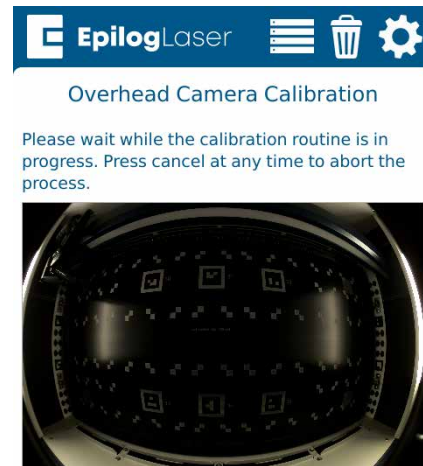 EpilogLaser
Overhead Camera Calibration
Please wait while the calibration routine is in
progress. Press cancel at any time to abort the
process.